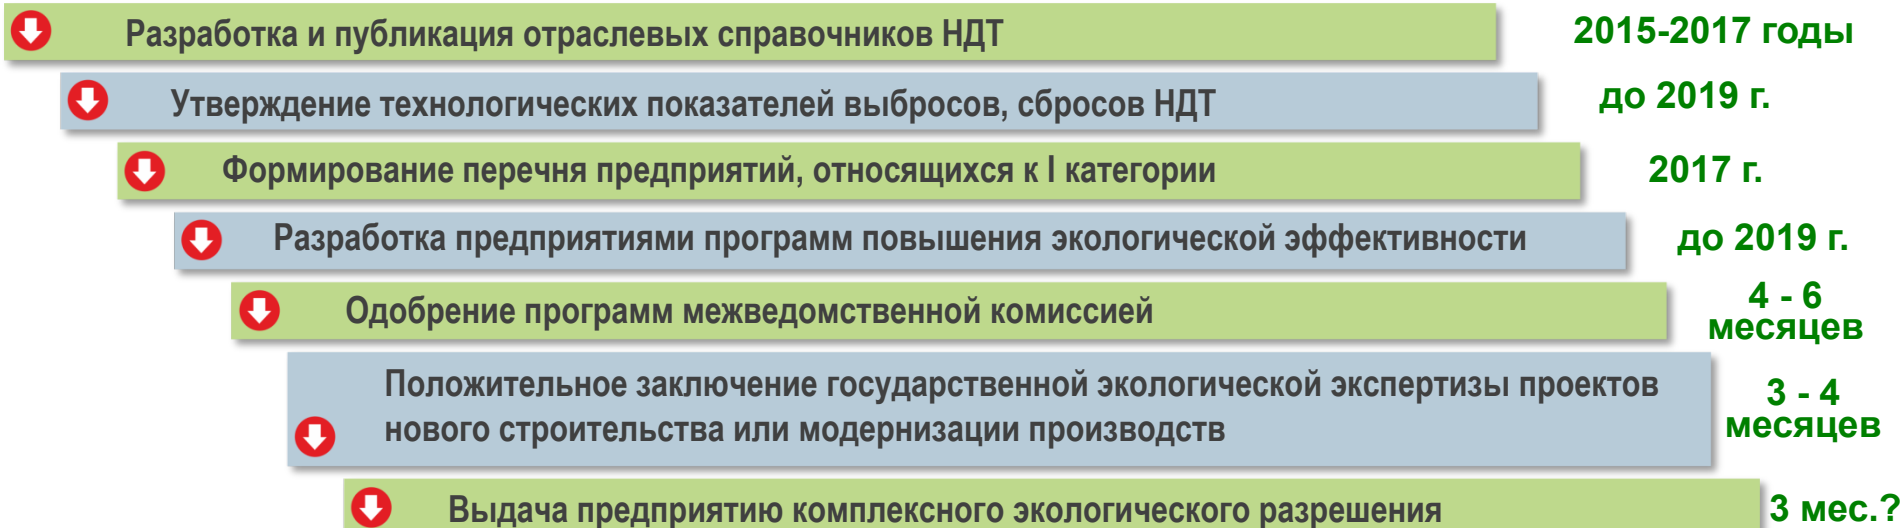 Разработка и публикация отраслевых справочников НДТ
2015-2017 годы
Утверждение технологических показателей выбросов, сбросов НДТ
до 2019 г.
Формирование перечня предприятий, относящихся к I категории
2017 г.
Разработка предприятиями программ повышения экологической эффективности
до 2019 г.
Одобрение программ межведомственной комиссией
4 - 6
месяцев
Положительное заключение государственной экологической экспертизы проектов
нового строительства или модернизации производств
3 - 4
месяцев
Выдача предприятию комплексного экологического разрешения
3 мес.?